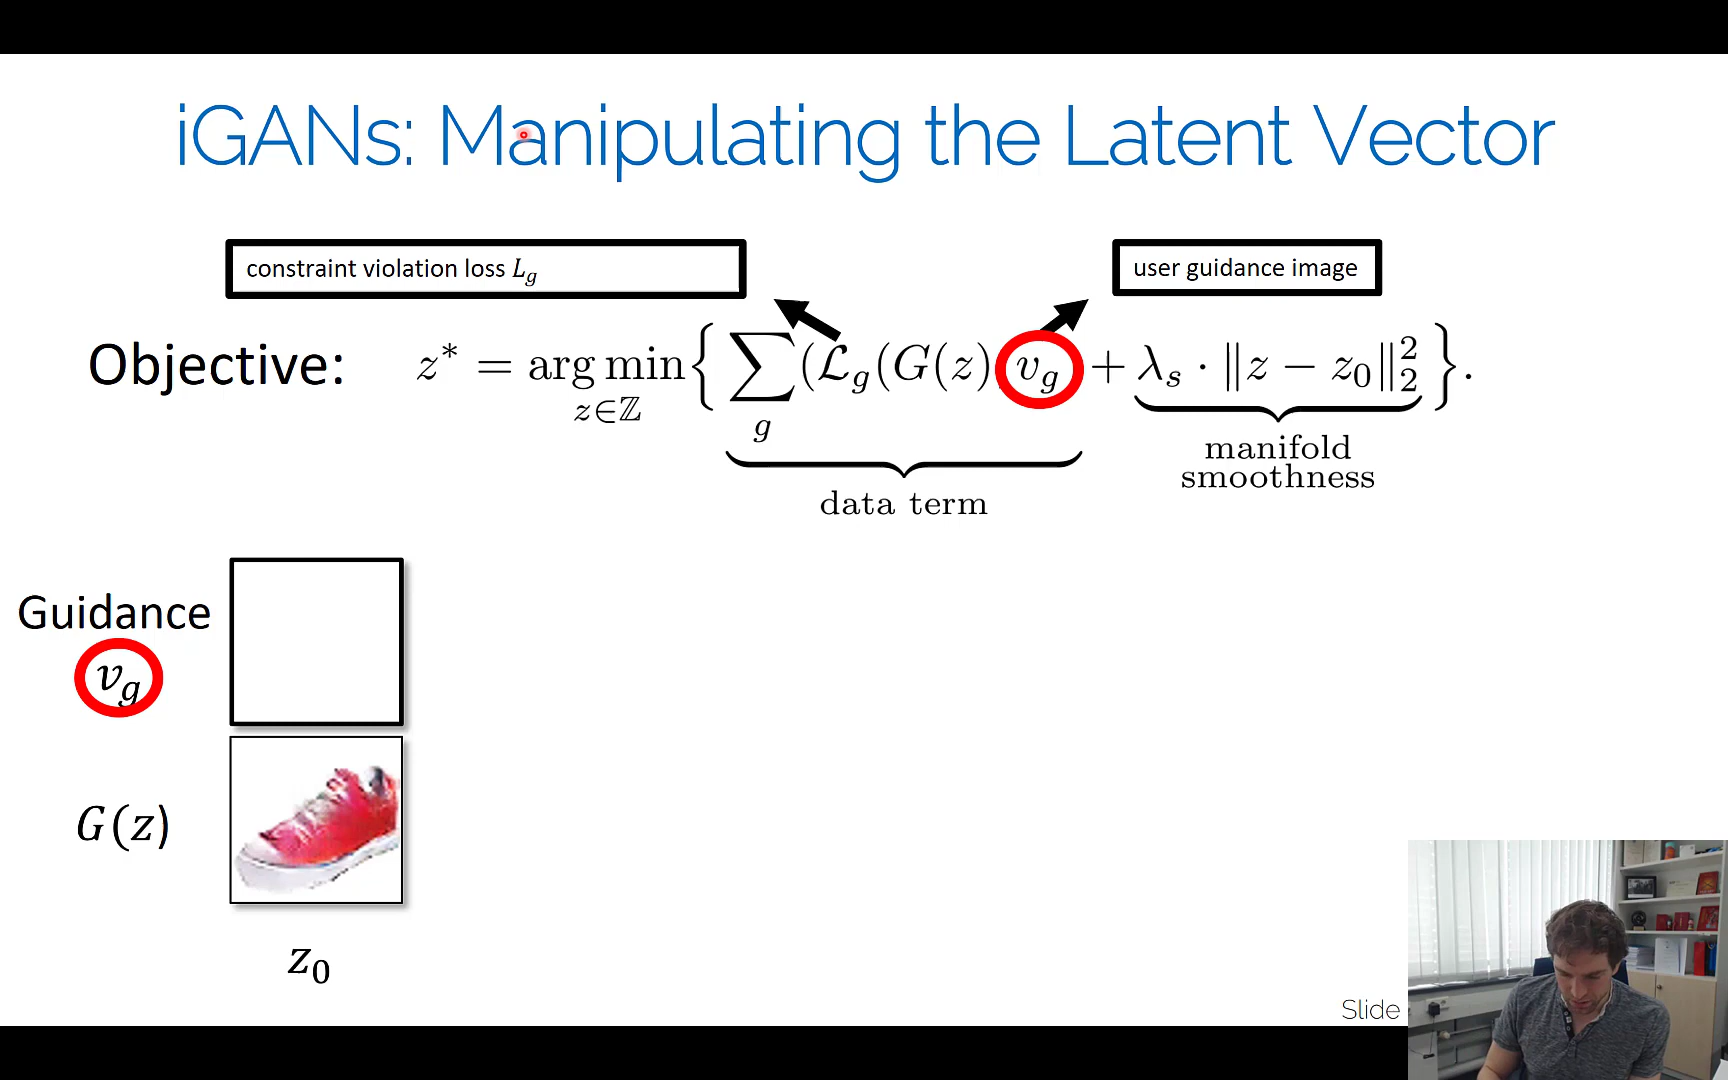 iGANs: Manipulating the Latent Vector
constraint violation loss L_g
user guidance image
Objective: z* = arg min_{z∈ℤ} { ∑_g (ℒ_g(G(z) v_g + λ_s · ‖z − z_0‖_2^2 }.
data term
manifold
smoothness
Guidance
v_g
G(z)
z_0
Slide